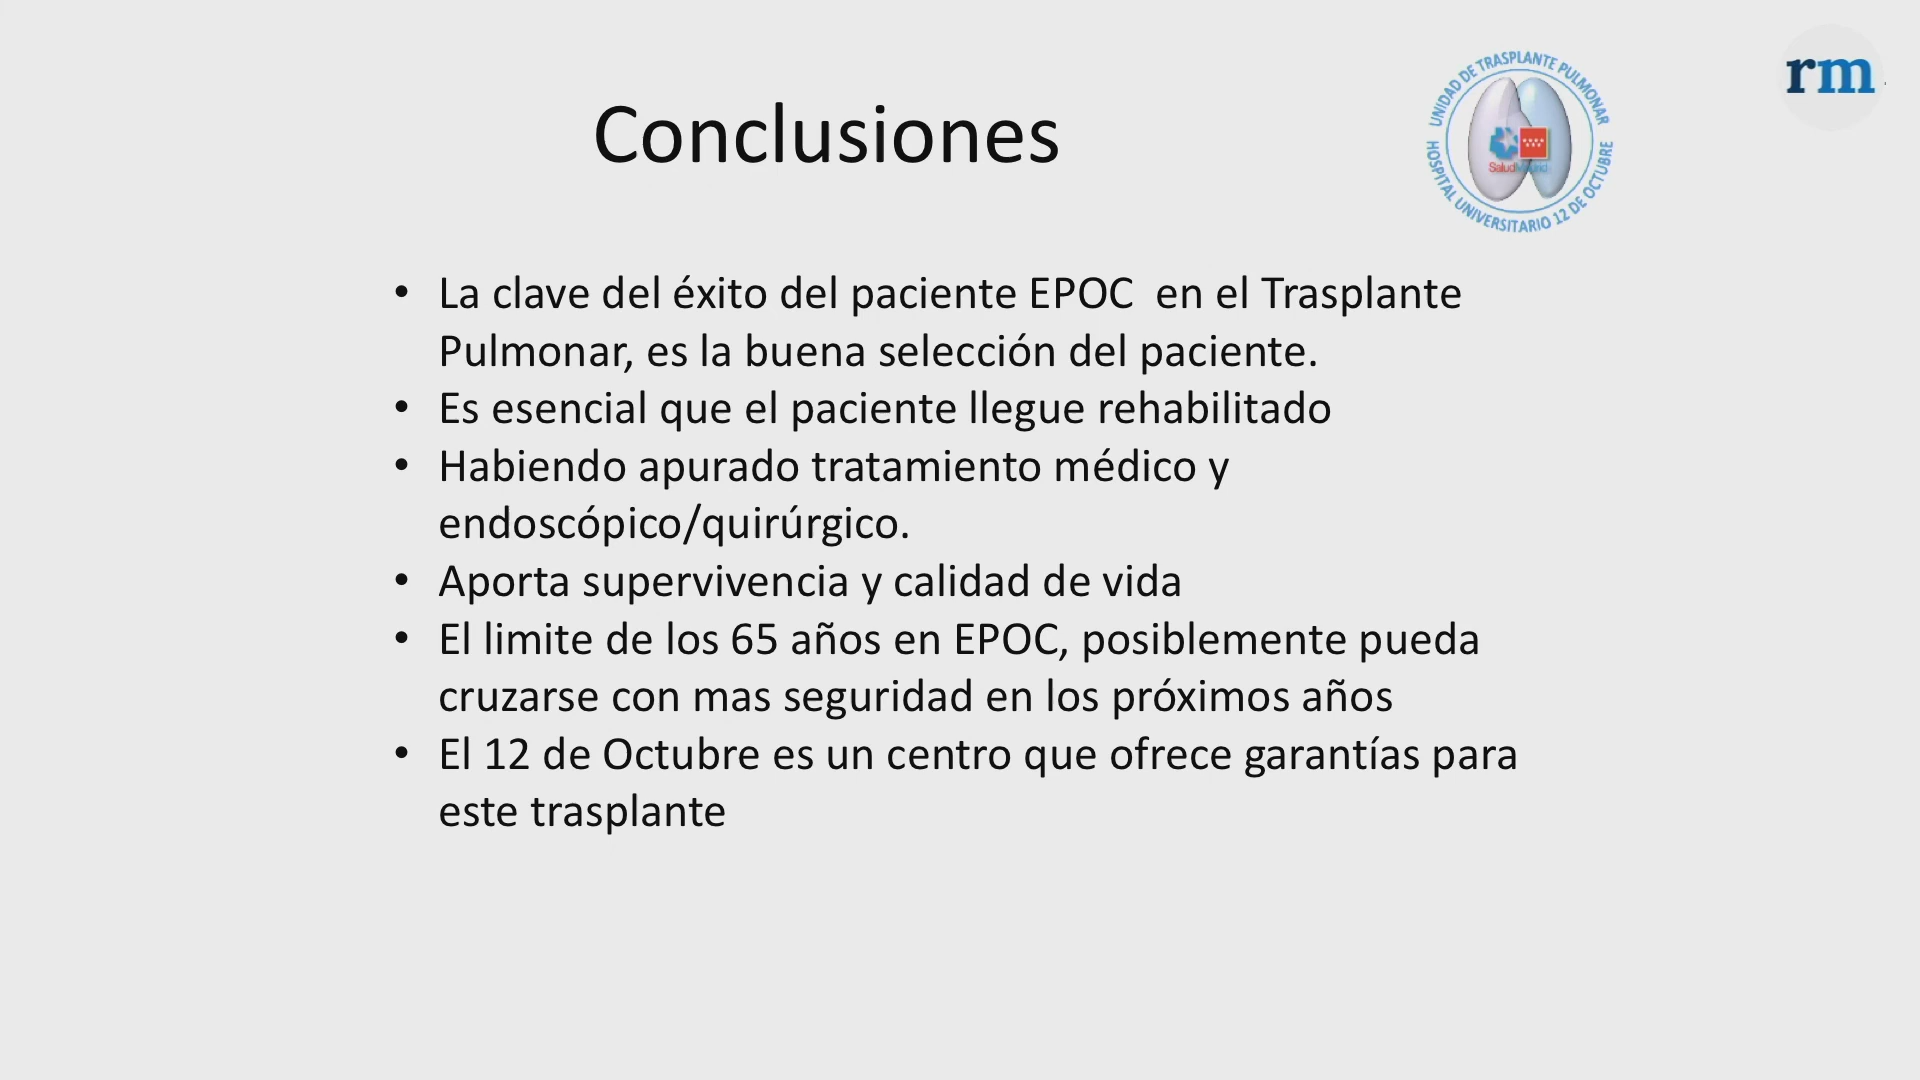 Conclusiones
UNIDAD DE TRASPLANTE PULMONAR
HOSPITAL UNIVERSITARIO 12 DE OCTUBRE
SaludMadrid
rm
• La clave del éxito del paciente EPOC  en el Trasplante
Pulmonar, es la buena selección del paciente.
• Es esencial que el paciente llegue rehabilitado
• Habiendo apurado tratamiento médico y
endoscópico/quirúrgico.
• Aporta supervivencia y calidad de vida
• El limite de los 65 años en EPOC, posiblemente pueda
cruzarse con mas seguridad en los próximos años
• El 12 de Octubre es un centro que ofrece garantías para
este trasplante